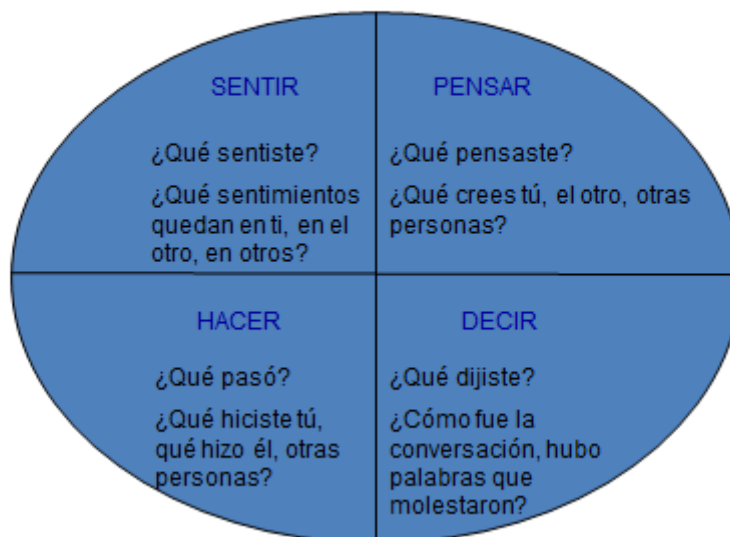 SENTIR
¿Qué sentiste?
¿Qué sentimientos
quedan en ti, en el
otro, en otros?
PENSAR
¿Qué pensaste?
¿Qué crees tú, el otro, otras
personas?
HACER
¿Qué pasó?
¿Qué hiciste tú,
qué hizo él, otras
personas?
DECIR
¿Qué dijiste?
¿Cómo fue la
conversación, hubo
palabras que
molestaron?